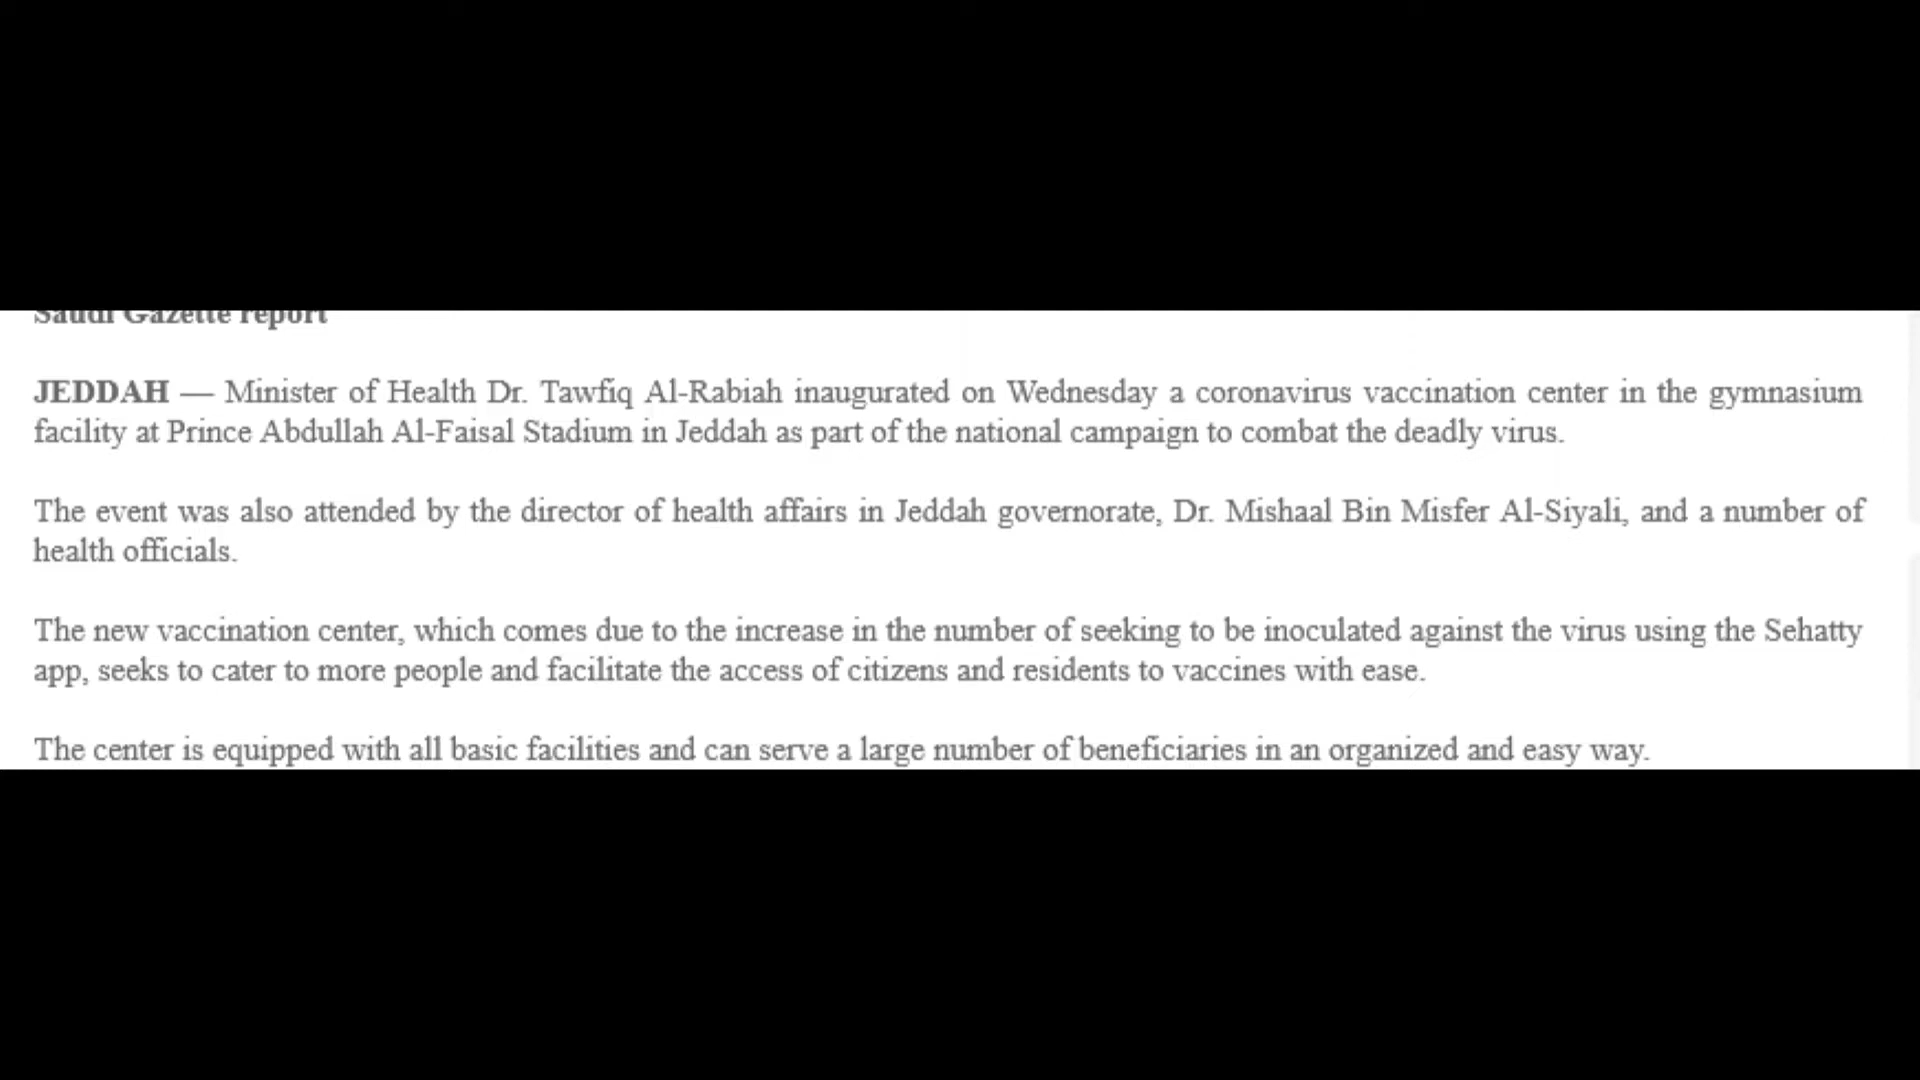 Saudi Gazette report
JEDDAH — Minister of Health Dr. Tawfiq Al-Rabiah inaugurated on Wednesday a coronavirus vaccination center in the gymnasium
facility at Prince Abdullah Al-Faisal Stadium in Jeddah as part of the national campaign to combat the deadly virus.
The event was also attended by the director of health affairs in Jeddah governorate, Dr. Mishaal Bin Misfer Al-Siyali, and a number of
health officials.
The new vaccination center, which comes due to the increase in the number of seeking to be inoculated against the virus using the Sehatty
app, seeks to cater to more people and facilitate the access of citizens and residents to vaccines with ease.
The center is equipped with all basic facilities and can serve a large number of beneficiaries in an organized and easy way.